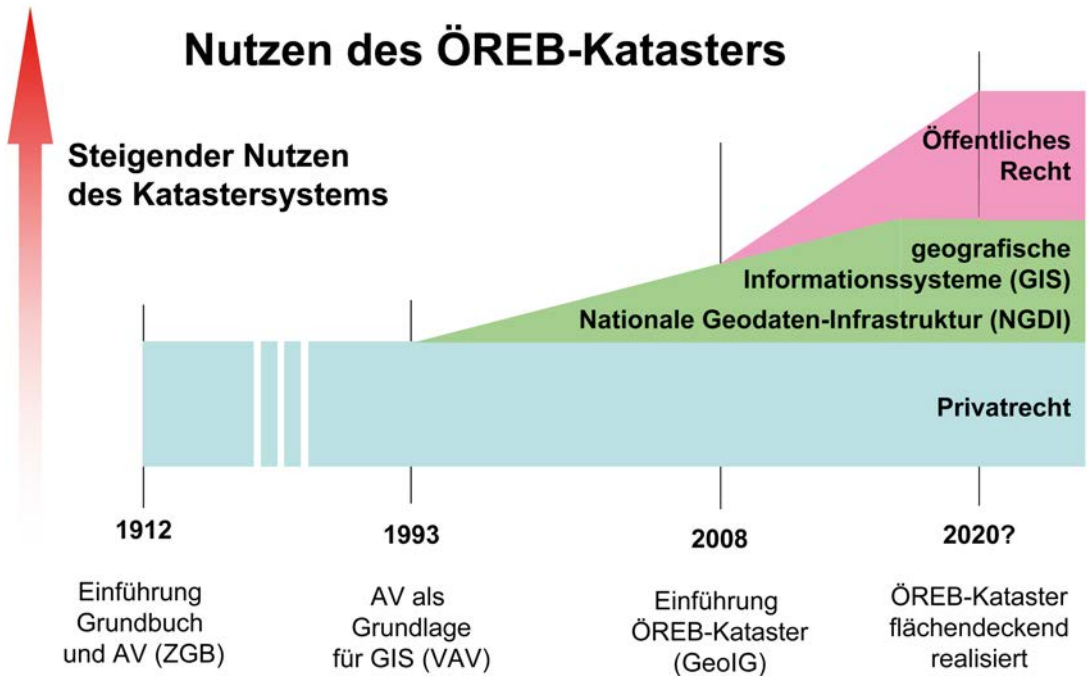 Nutzen des ÖREB-Katasters
Steigender Nutzen
des Katastersystems
Öffentliches
Recht
geografische
Informationssysteme (GIS)
Nationale Geodaten-Infrastruktur (NGDI)
Privatrecht
1912
Einführung
Grundbuch
und AV (ZGB)
1993
AV als
Grundlage
für GIS (VAV)
2008
Einführung
ÖREB-Kataster
(GeoIG)
2020?
ÖREB-Kataster
flächendeckend
realisiert